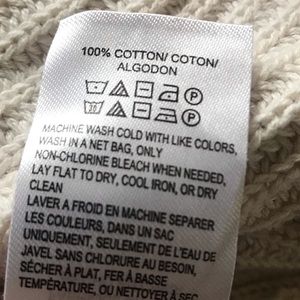 100% COTTON/ COTON/
ALGODON
30
MACHINE WASH COLD WITH LIKE COLORS,
WASH IN A NET BAG, ONLY
NON-CHLORINE BLEACH WHEN NEEDED,
LAY FLAT TO DRY, COOL IRON, OR DRY
CLEAN
LAVER A FROID EN MACHINE SEPARER
LES COULEURS, DANS UN SAC
UNIQUEMENT, SEULEMENT DE L'EAU DE
JAVEL SANS CHLORURE AU BESOIN,
SÉCHER À PLAT, FER À BASSE
TEMPÉRATURE, OU NETTOYER À SEC